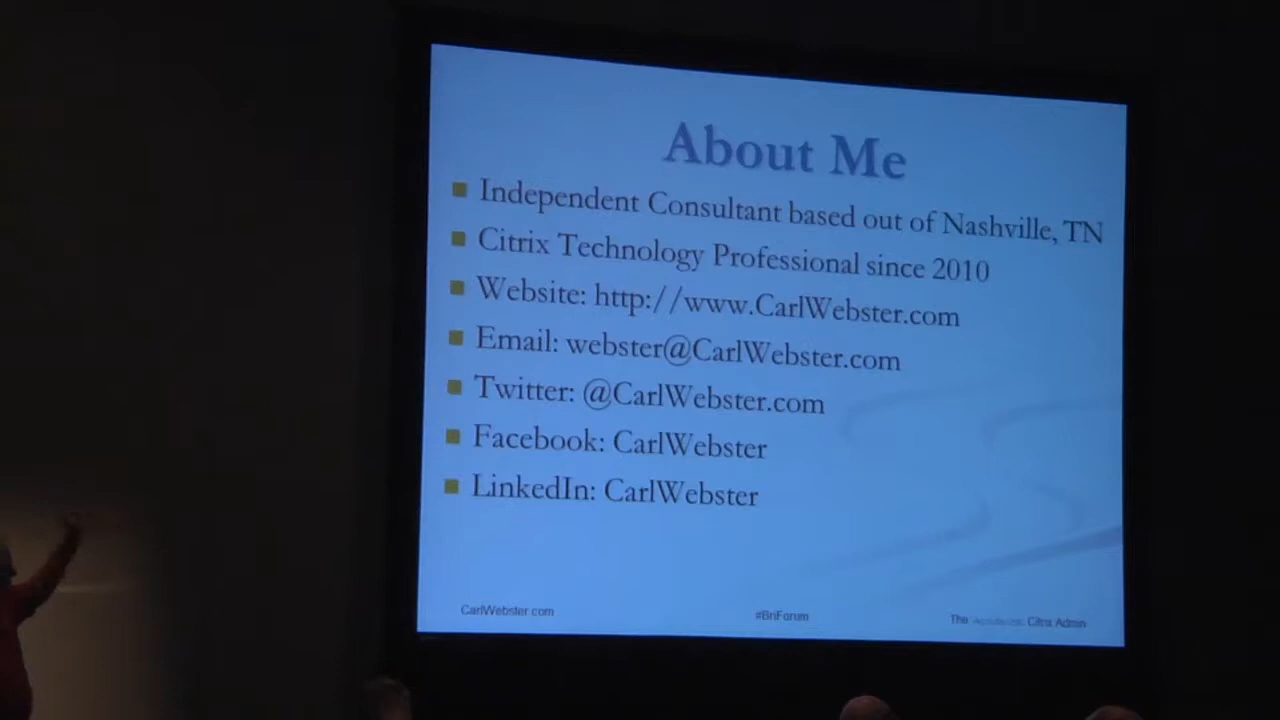 About Me
Independent Consultant based out of Nashville, TN
Citrix Technology Professional since 2010
Website: http://www.CarlWebster.com
Email: webster@CarlWebster.com
Twitter: @CarlWebster.com
Facebook: CarlWebster
LinkedIn: CarlWebster
CarlWebster.com
#BriForum
The Citrix Admin